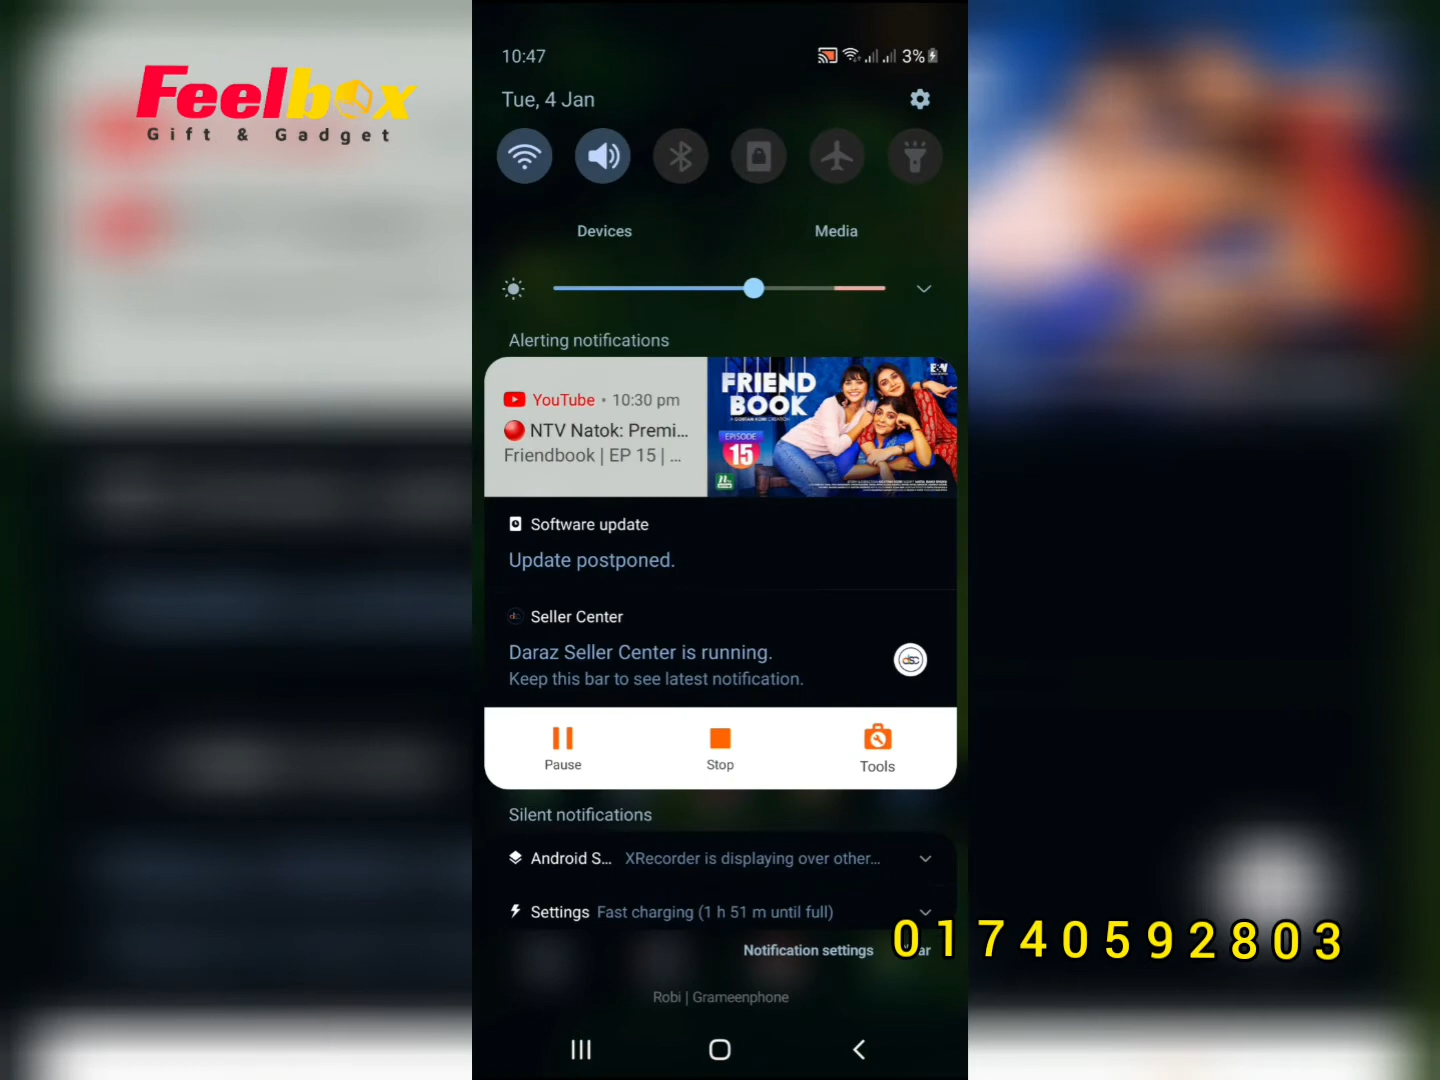 Feelbox
Gift & Gadget
10:47
3%
Tue, 4 Jan
Devices
Media
Alerting notifications
YouTube • 10:30 pm
NTV Natok: Premi...
Friendbook | EP 15 | ...
FRIEND
BOOK
EPISODE
15
Software update
Update postponed.
Seller Center
Daraz Seller Center is running.
Keep this bar to see latest notification.
dsc
Pause
Stop
Tools
Silent notifications
Android S... XRecorder is displaying over other...
Settings Fast charging (1 h 51 m until full)
Notification settings
01740592803
Robi | Grameenphone